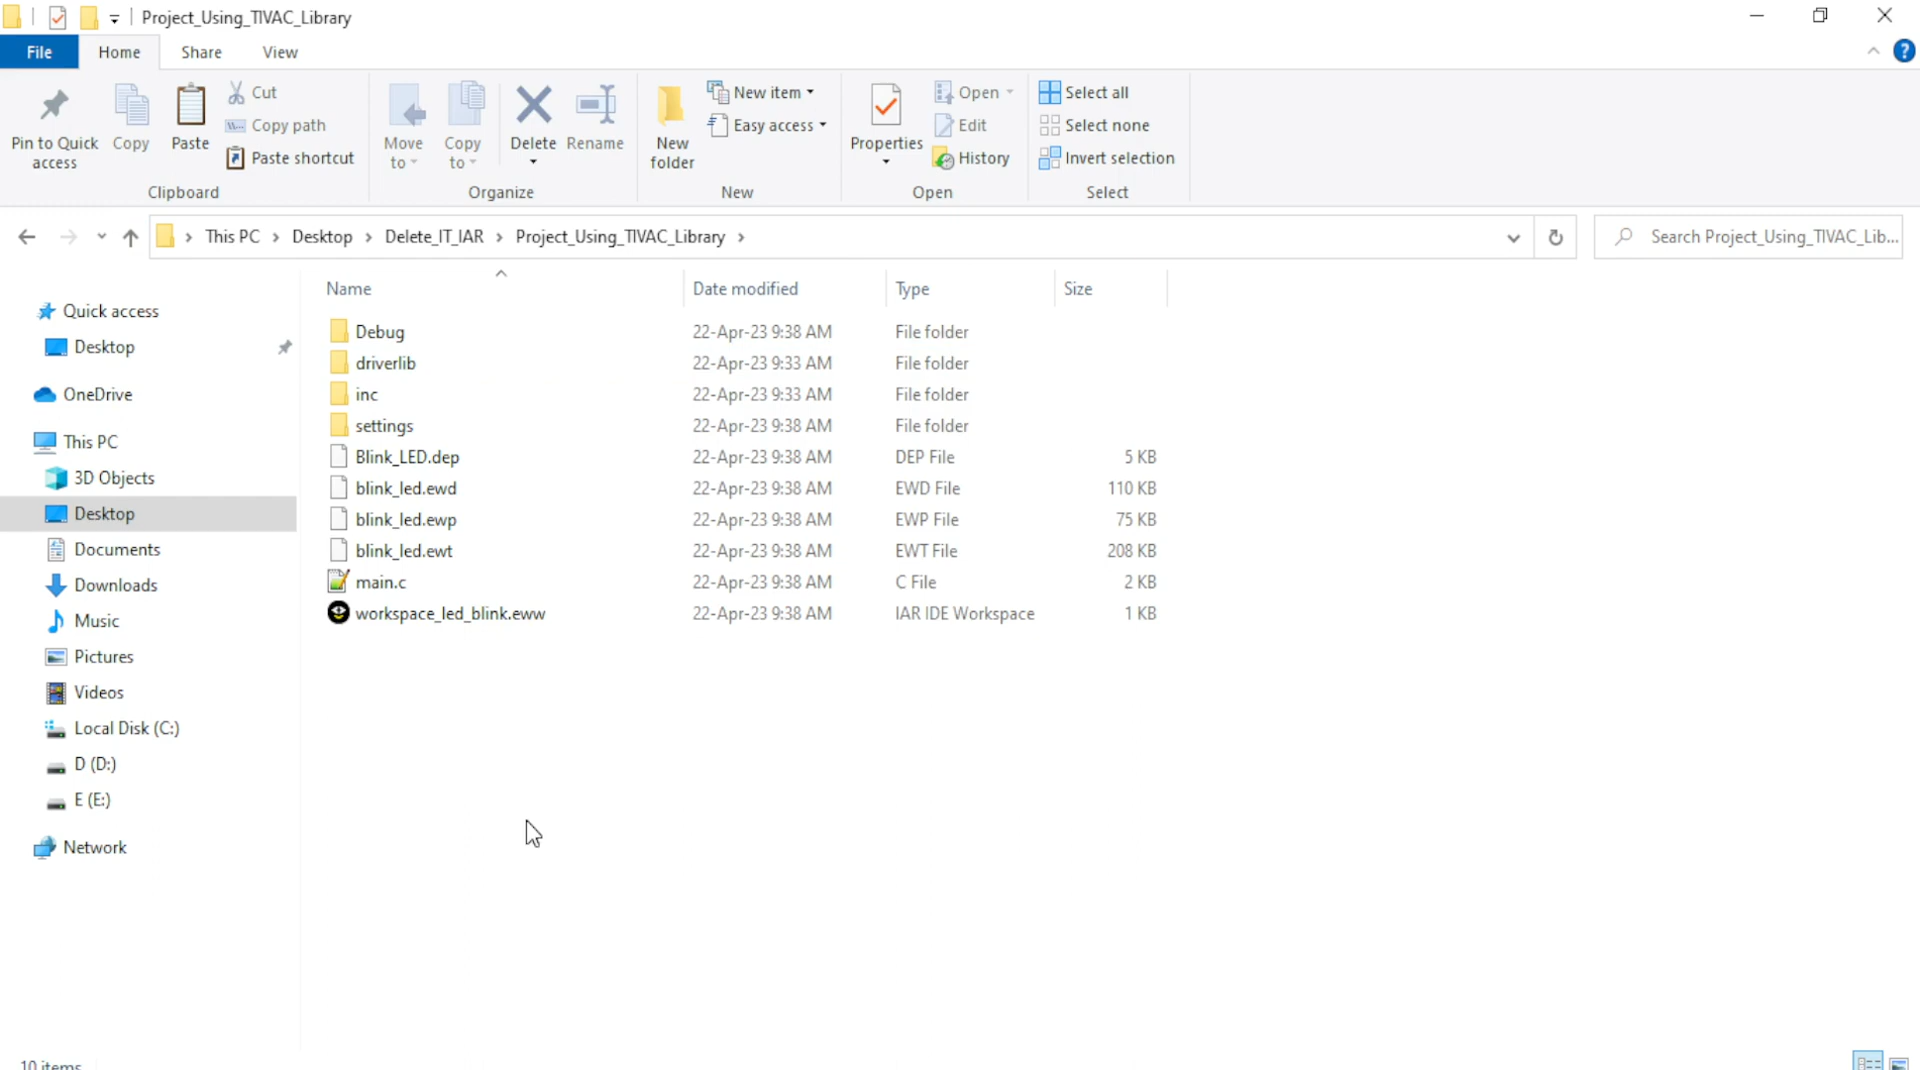 Project_Using_TIVAC_Library
File Home Share View
Pin to Quick access
Copy
Paste
Cut
Copy path
Paste shortcut
Clipboard
Move to
Copy to
Delete
Rename
Organize
New folder
New item
Easy access
New
Properties
Open
Edit
History
Open
Select all
Select none
Invert selection
Select
This PC > Desktop > Delete_IT_IAR > Project_Using_TIVAC_Library >
Search Project_Using_TIVAC_Lib...
Quick access
Desktop
OneDrive
This PC
3D Objects
Desktop
Documents
Downloads
Music
Pictures
Videos
Local Disk (C:)
D (D:)
E (E:)
Network
Name Date modified Type Size
Debug 22-Apr-23 9:38 AM File folder
driverlib 22-Apr-23 9:33 AM File folder
inc 22-Apr-23 9:33 AM File folder
settings 22-Apr-23 9:38 AM File folder
Blink_LED.dep 22-Apr-23 9:38 AM DEP File 5 KB
blink_led.ewd 22-Apr-23 9:38 AM EWD File 110 KB
blink_led.ewp 22-Apr-23 9:38 AM EWP File 75 KB
blink_led.ewt 22-Apr-23 9:38 AM EWT File 208 KB
main.c 22-Apr-23 9:38 AM C File 2 KB
workspace_led_blink.eww 22-Apr-23 9:38 AM IAR IDE Workspace 1 KB
10 items